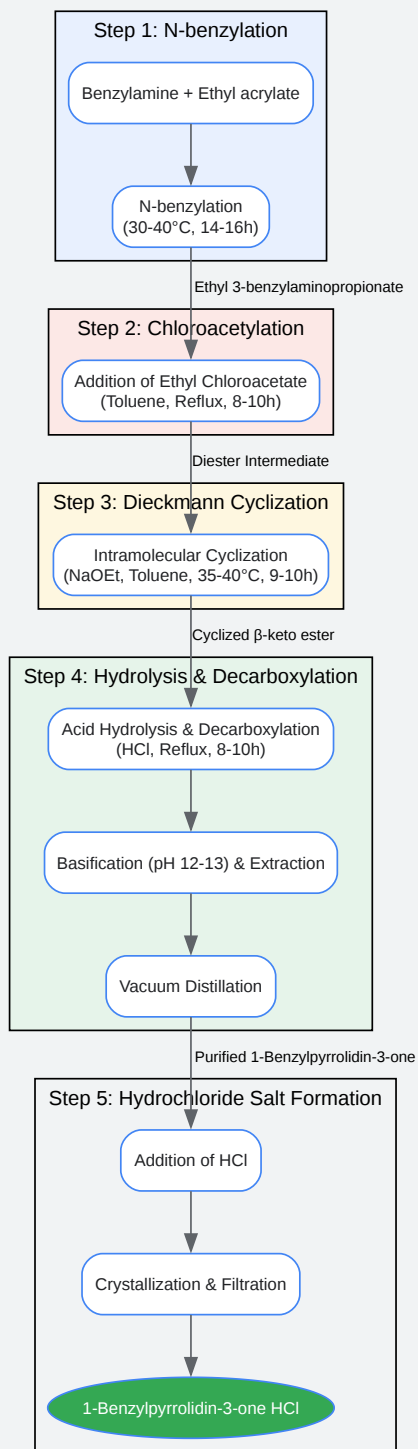 Step 1: N-benzylation
Benzylamine + Ethyl acrylate
N-benzylation
(30-40°C, 14-16h)
Ethyl 3-benzylaminopropionate
Step 2: Chloroacetylation
Addition of Ethyl Chloroacetate
(Toluene, Reflux, 8-10h)
Diester Intermediate
Step 3: Dieckmann Cyclization
Intramolecular Cyclization
(NaOEt, Toluene, 35-40°C, 9-10h)
Cyclized β-keto ester
Step 4: Hydrolysis & Decarboxylation
Acid Hydrolysis & Decarboxylation
(HCl, Reflux, 8-10h)
Basification (pH 12-13) & Extraction
Vacuum Distillation
Purified 1-Benzylpyrrolidin-3-one
Step 5: Hydrochloride Salt Formation
Addition of HCl
Crystallization & Filtration
1-Benzylpyrrolidin-3-one HCl